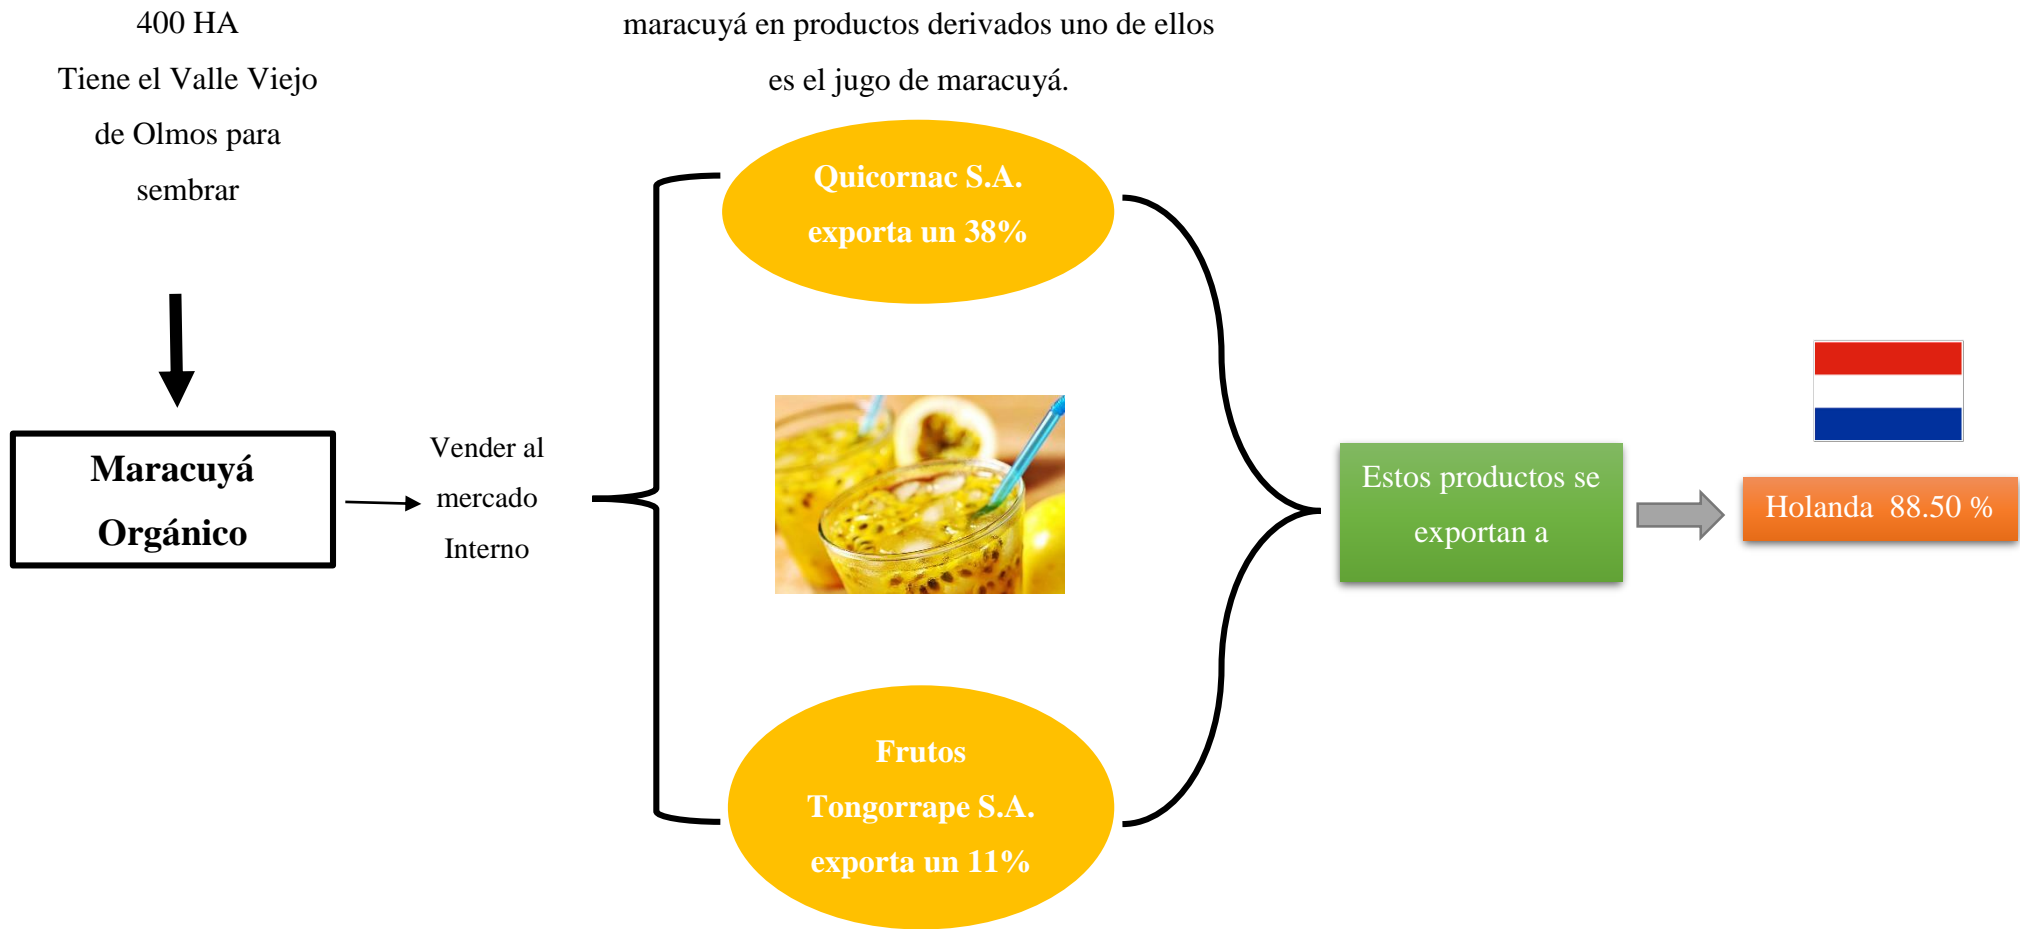 400 HA
Tiene el Valle Viejo
de Olmos para
sembrar
maracuyá en productos derivados uno de ellos
es el jugo de maracuyá.
Maracuyá
Orgánico
Vender al
mercado
Interno
Quicornac S.A.
exporta un 38%
Frutos
Tongorrape S.A.
exporta un 11%
Estos productos se
exportan a
Holanda 88.50 %